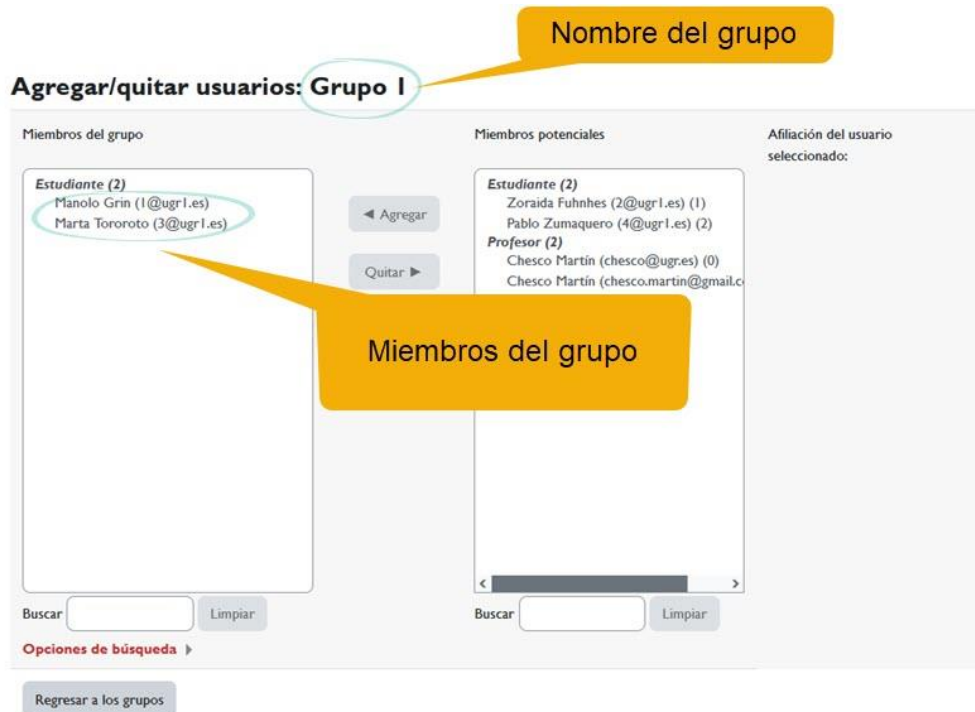 Nombre del grupo
Agregar/quitar usuarios: Grupo 1
Miembros del grupo
Estudiante (2)
Manolo Grin (1@ugr1.es)
Marta Tororoto (3@ugr1.es)
◄ Agregar
Quitar ►
Miembros potenciales
Estudiante (2)
Zoraida Fuhnhes (2@ugr1.es) (1)
Pablo Zumaquero (4@ugr1.es) (2)
Profesor (2)
Chesco Martín (chesco@ugr.es) (0)
Chesco Martín (chesco.martin@gmail.c
Afiliación del usuario
seleccionado:
Miembros del grupo
Buscar
Limpiar
Buscar
Limpiar
Opciones de búsqueda
Regresar a los grupos